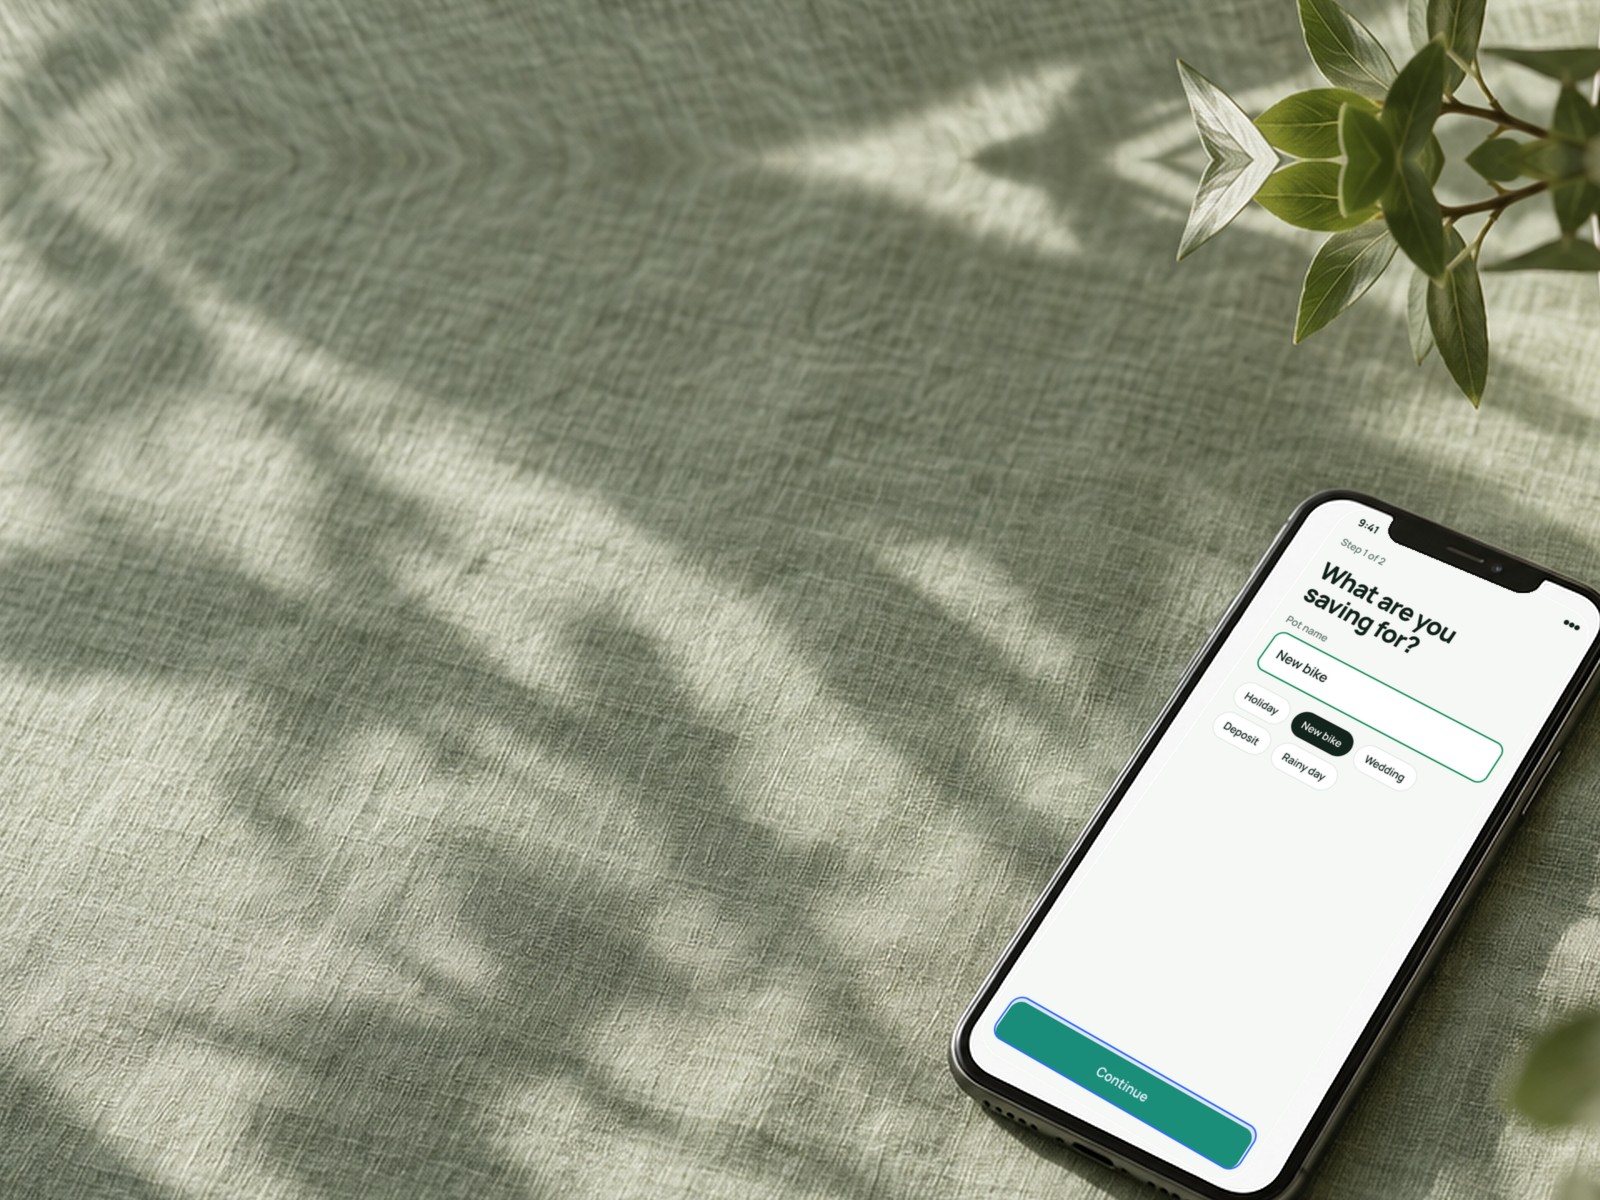 9:41
Step 1 of 2
What are you
saving for?
Pot name
New bike
Holiday
New bike
Wedding
Deposit
Rainy day
Continue